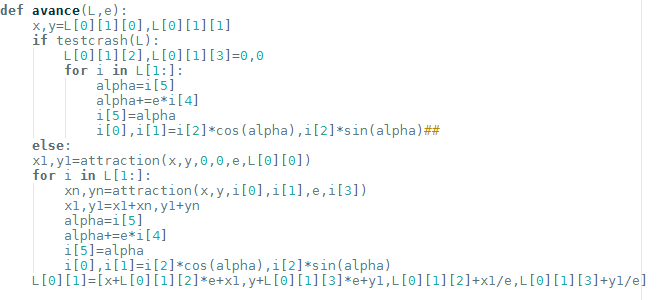 def avance(L,e):
    x,y=L[0][1][0],L[0][1][1]
    if testcrash(L):
        L[0][1][2],L[0][1][3]=0,0
        for i in L[1:]:
            alpha=i[5]
            alpha+=e*i[4]
            i[5]=alpha
            i[0],i[1]=i[2]*cos(alpha),i[2]*sin(alpha)##
    else:
    x1,y1=attraction(x,y,0,0,e,L[0][0])
    for i in L[1:]:
        xn,yn=attraction(x,y,i[0],i[1],e,i[3])
        x1,y1=x1+xn,y1+yn
        alpha=i[5]
        alpha+=e*i[4]
        i[5]=alpha
        i[0],i[1]=i[2]*cos(alpha),i[2]*sin(alpha)
    L[0][1]=[x+L[0][1][2]*e+x1,y+L[0][1][3]*e+y1,L[0][1][2]+x1/e,L[0][1][3]+y1/e]